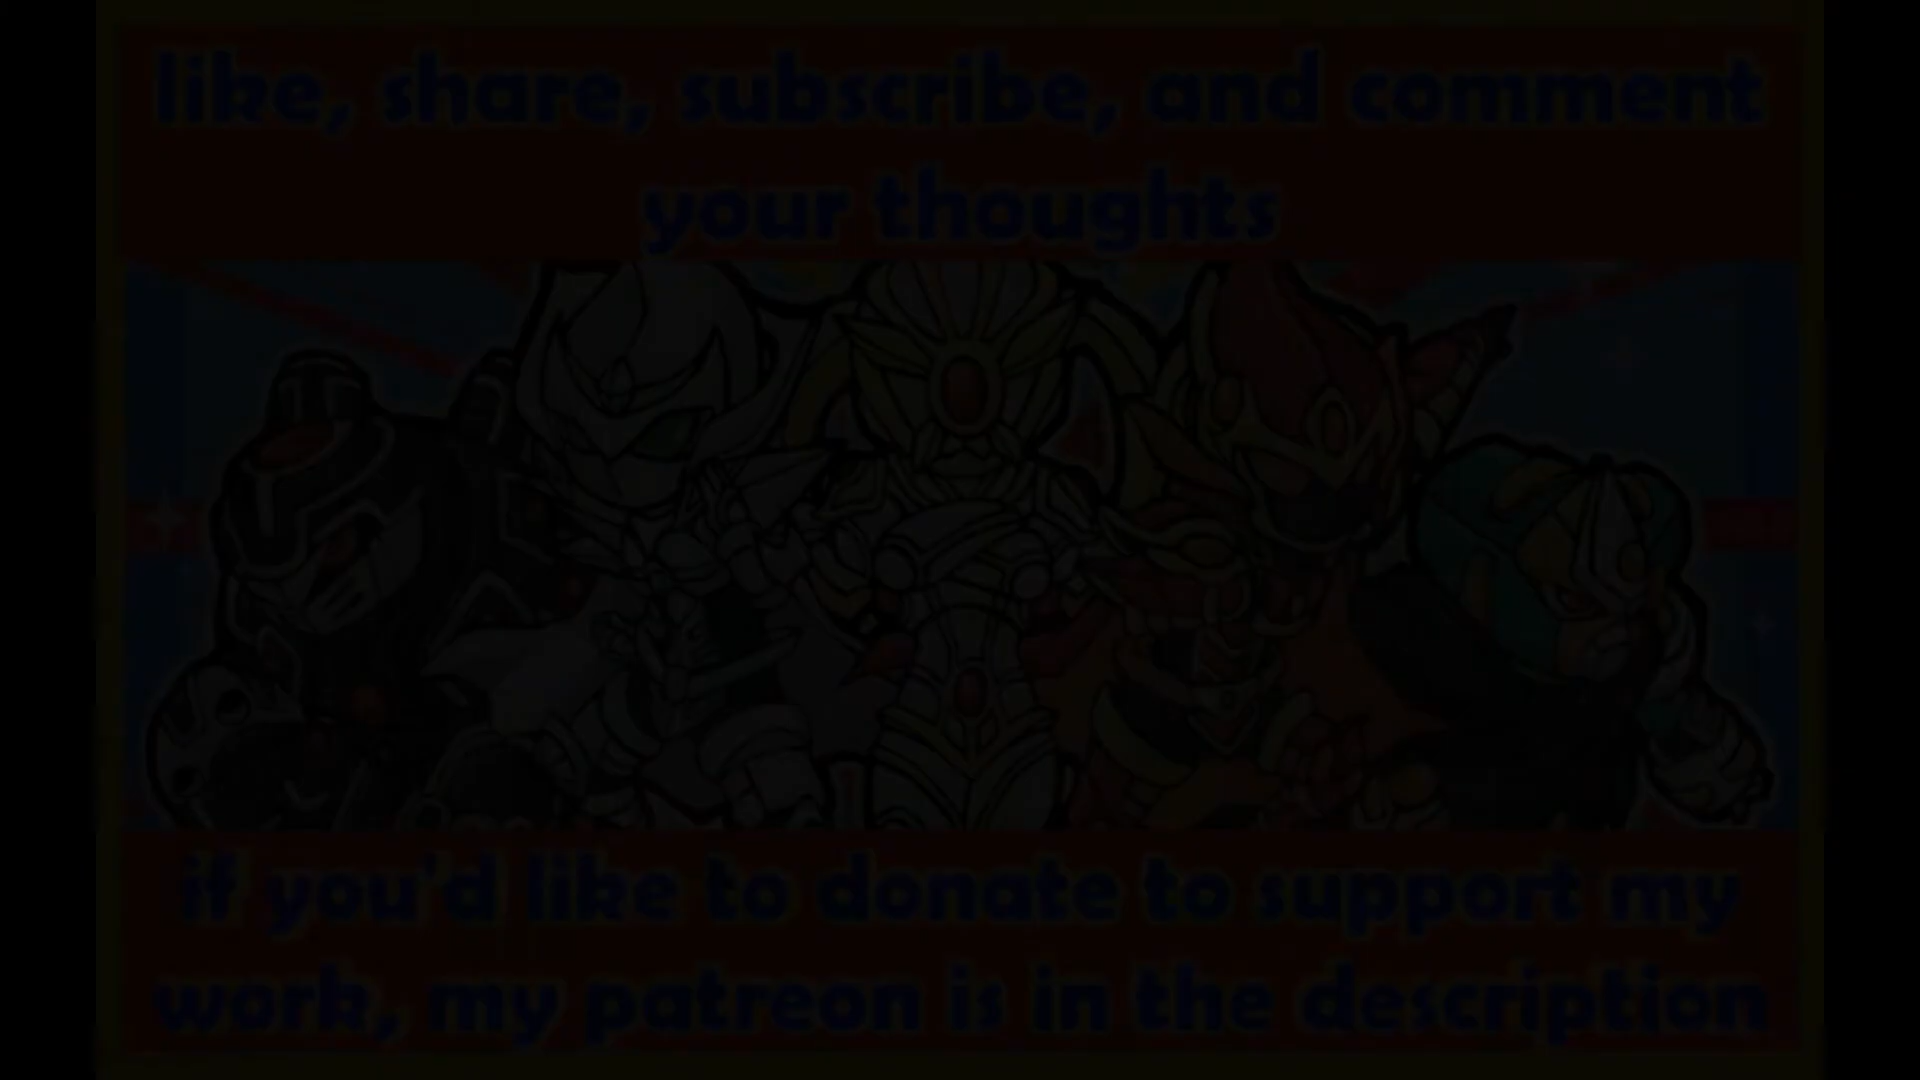 like, share, subscribe, and comment
your thoughts
if you'd like to donate to support my
work, my patreon is in the description